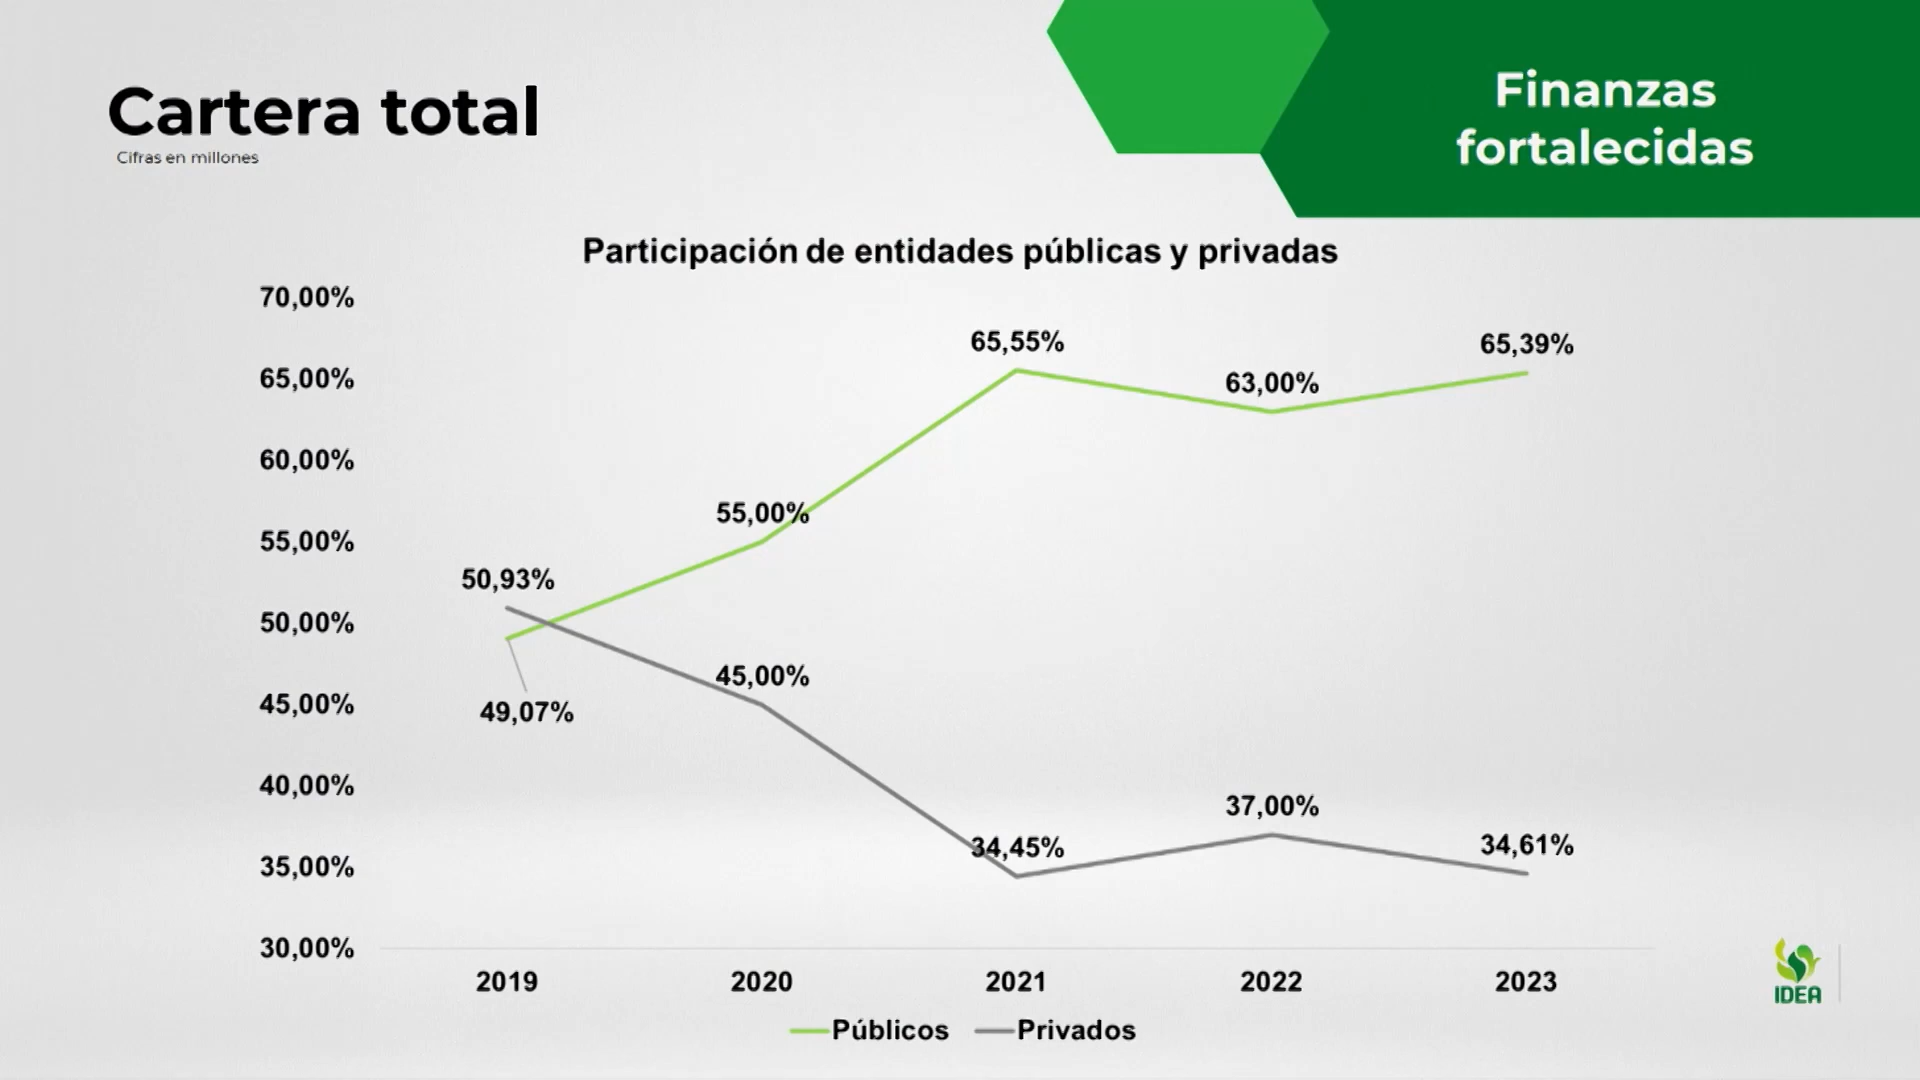 Cartera total
Cifras en millones
Finanzas
fortalecidas
Participación de entidades públicas y privadas
70,00%
65,00%
60,00%
55,00%
50,00%
45,00%
40,00%
35,00%
30,00%
65,55%
63,00%
65,39%
55,00%
50,93%
49,07%
45,00%
34,45%
37,00%
34,61%
2019 2020 2021 2022 2023
Públicos Privados
IDEA